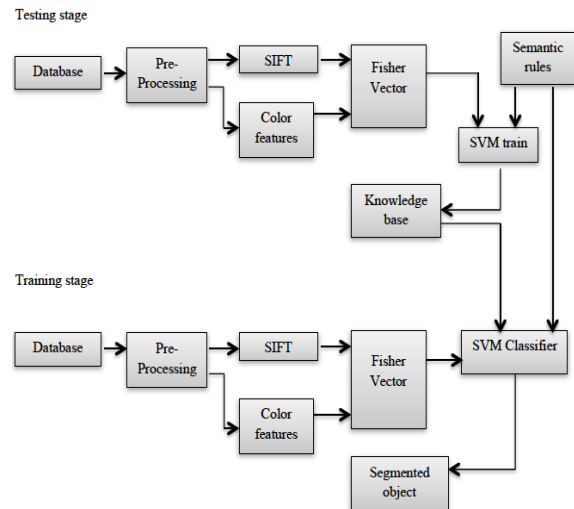 Testing stage
Database
Pre-
Processing
SIFT
Color
features
Fisher
Vector
Semantic
rules
SVM train
Knowledge
base
Training stage
Database
Pre-
Processing
SIFT
Color
features
Fisher
Vector
SVM Classifier
Segmented
object